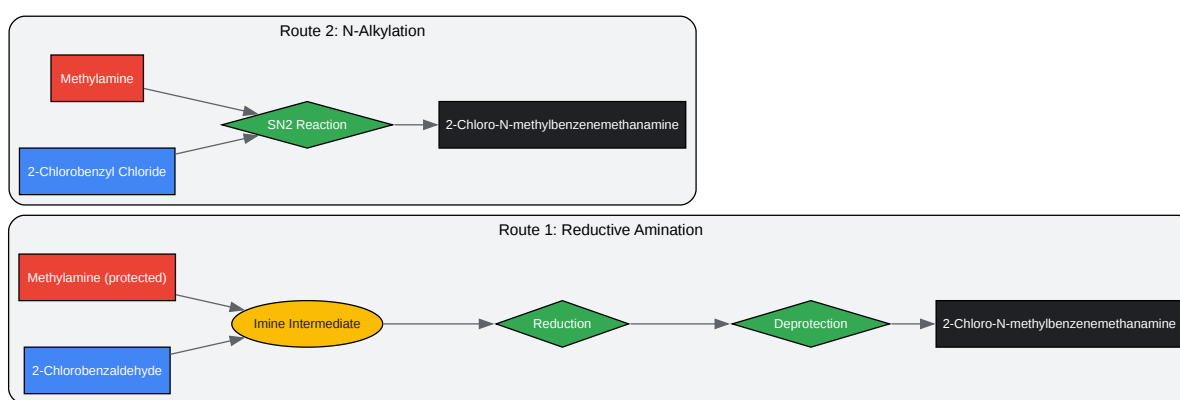 Route 2: N-Alkylation
Methylamine
SN2 Reaction
2-Chloro-N-methylbenzenemethanamine
2-Chlorobenzyl Chloride
Route 1: Reductive Amination
Methylamine (protected)
Imine Intermediate
Reduction
Deprotection
2-Chloro-N-methylbenzenemethanamine
2-Chlorobenzaldehyde